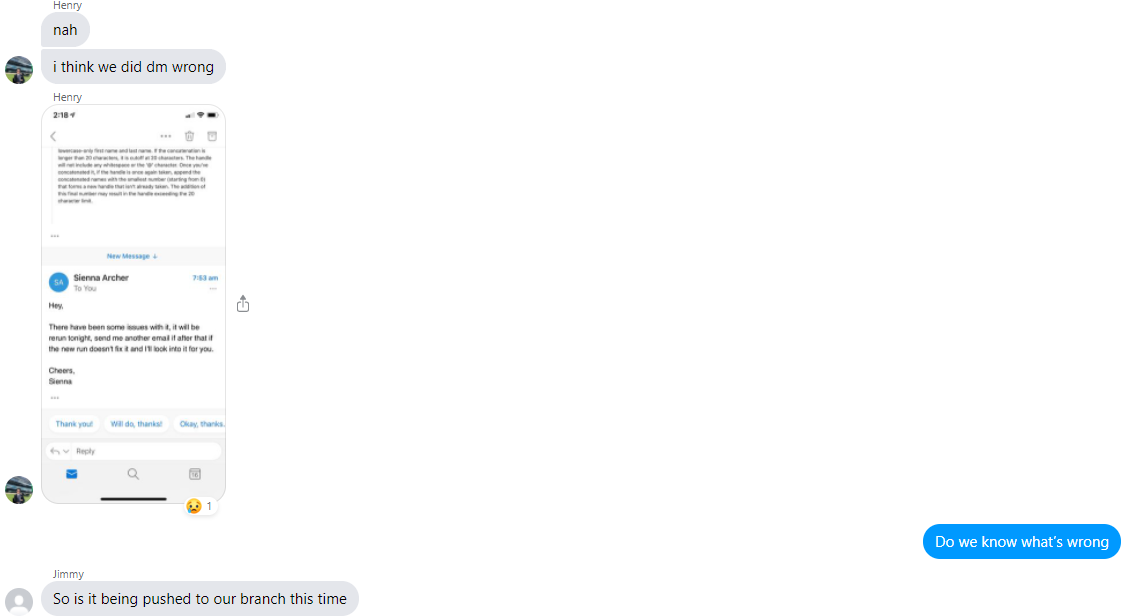 Henry
nah
i think we did dm wrong
Henry
2:18
lowercase-only first name and last name. If the concatenation is
longer than 20 characters, it is cutoff at 20 characters. The handle
will not include any whitespace or the '@' character. Once you've
concatenated it, if the handle is once again taken, append the
concatenated names with the smallest number (starting from 0)
that forms a new handle that isn't already taken. The addition of
this final number may result in the handle exceeding the 20
character limit.
New Message ↓
SA
Sienna Archer
7:53 am
To You
Hey,
There have been some issues with it, it will be
rerun tonight, send me another email if after that if
the new run doesn't fix it and I'll look into it for you.
Cheers,
Sienna
Thank you!
Will do, thanks!
Okay, thanks.
Reply
1
Do we know what's wrong
Jimmy
So is it being pushed to our branch this time